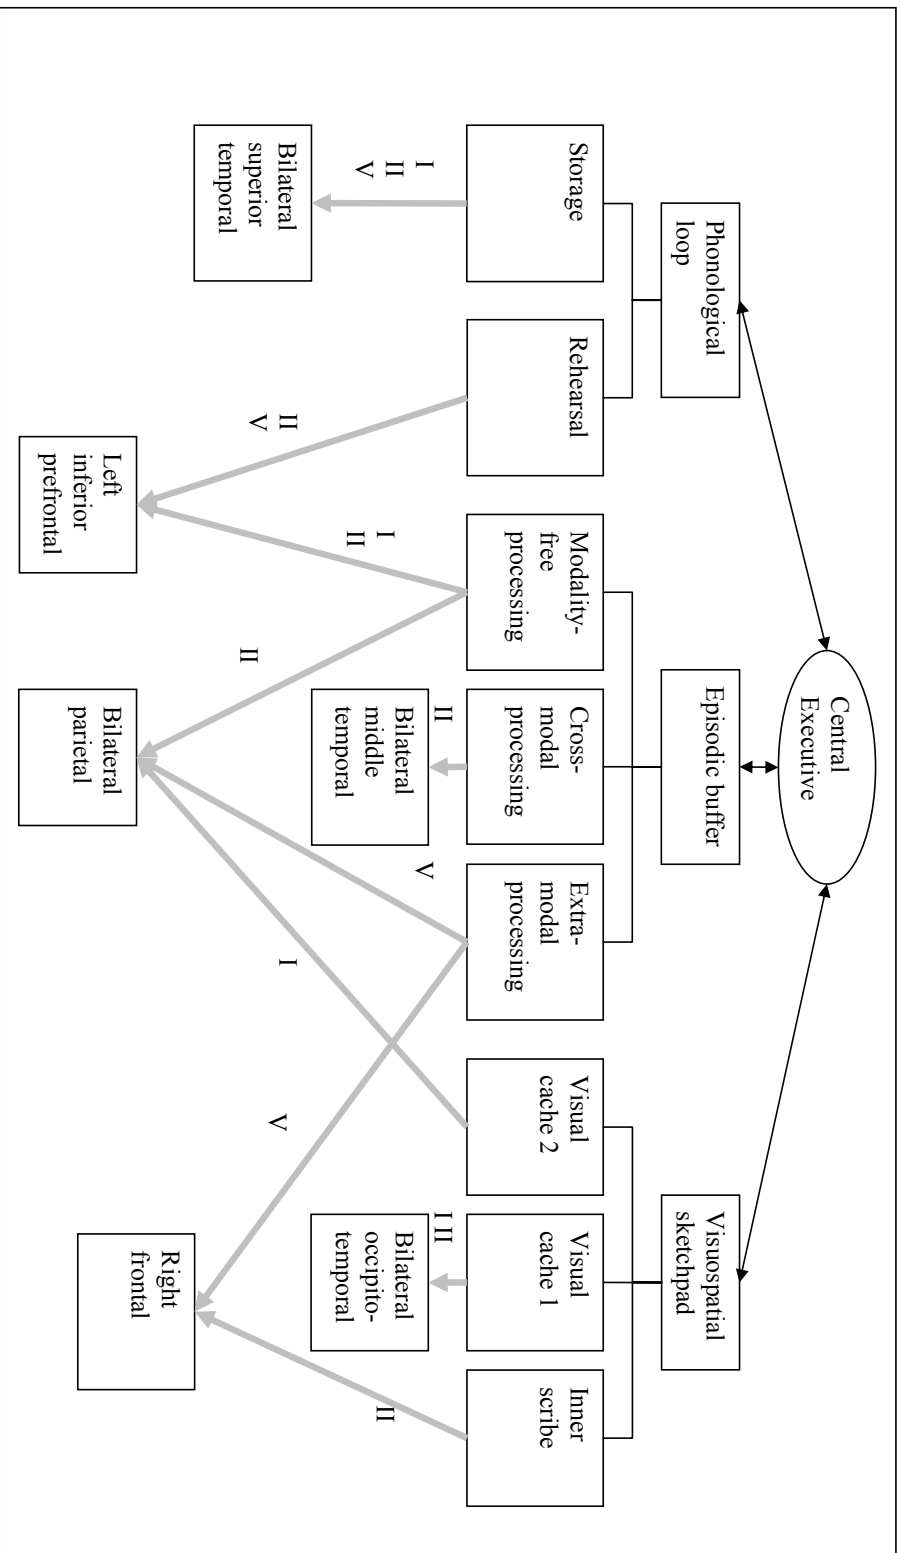 Central
Executive
Phonological
loop
Episodic buffer
Visuospatial
sketchpad
Storage
Rehearsal
Modality-
free
processing
Cross-
modal
processing
Extra-
modal
processing
Visual
cache 2
Visual
cache 1
Inner
scribe
I
II
V
II
V
I
II
II
II
V
I
V
I II
II
Bilateral
superior
temporal
Left
inferior
prefrontal
Bilateral
middle
temporal
Bilateral
parietal
Bilateral
occipito-
temporal
Right
frontal